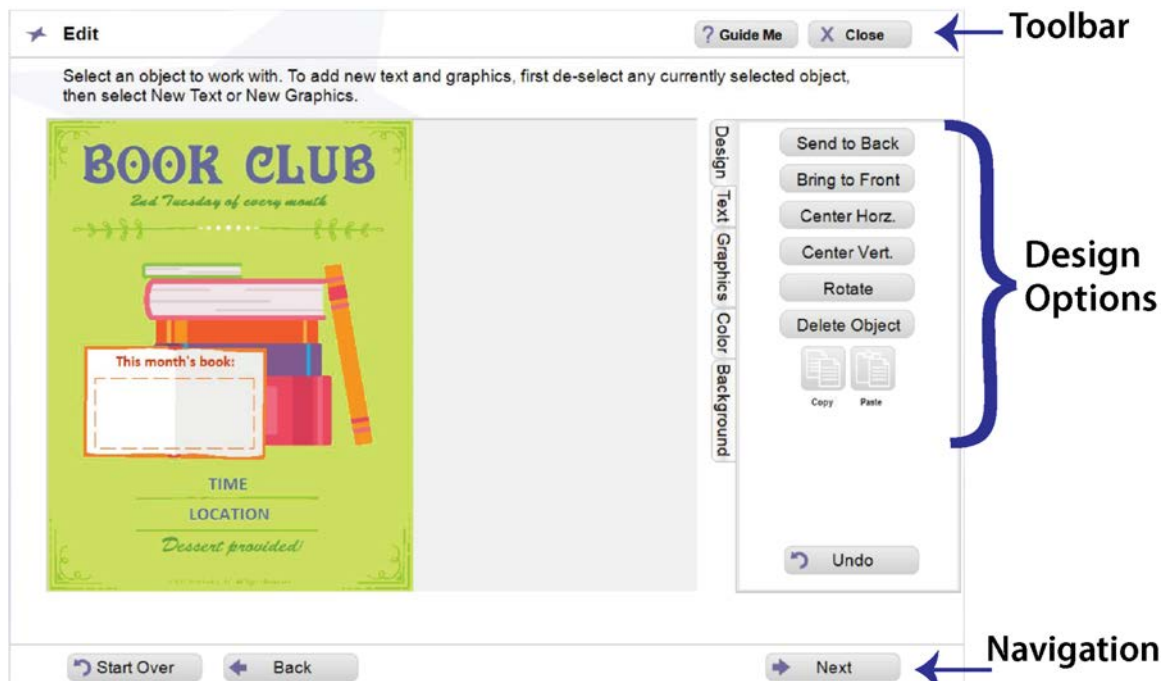 Edit
? Guide Me
X Close
Toolbar
Select an object to work with. To add new text and graphics, first de-select any currently selected object,
then select New Text or New Graphics.
BOOK CLUB
2nd Tuesday of every month
This month's book:
TIME
LOCATION
Dessert provided!
Design
Text
Graphics
Color
Background
Send to Back
Bring to Front
Center Horz.
Center Vert.
Rotate
Delete Object
Copy
Paste
Undo
Design
Options
Start Over
Back
Next
Navigation